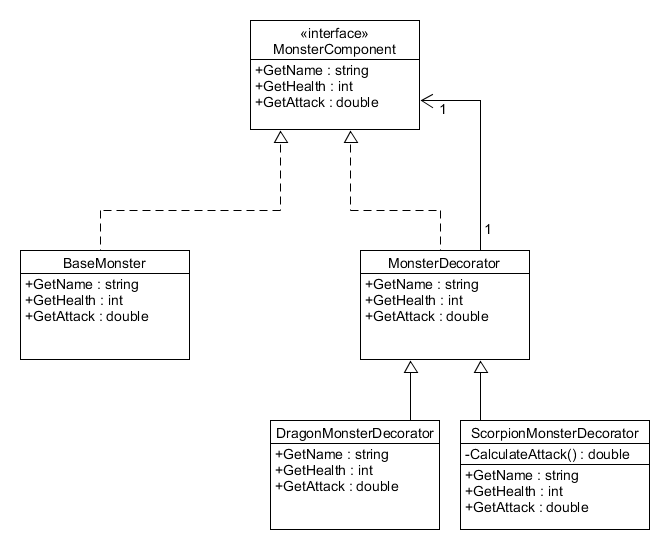 «interface»
MonsterComponent
+GetName : string
+GetHealth : int
+GetAttack : double
1
1
BaseMonster
+GetName : string
+GetHealth : int
+GetAttack : double
MonsterDecorator
+GetName : string
+GetHealth : int
+GetAttack : double
DragonMonsterDecorator
+GetName : string
+GetHealth : int
+GetAttack : double
ScorpionMonsterDecorator
-CalculateAttack() : double
+GetName : string
+GetHealth : int
+GetAttack : double